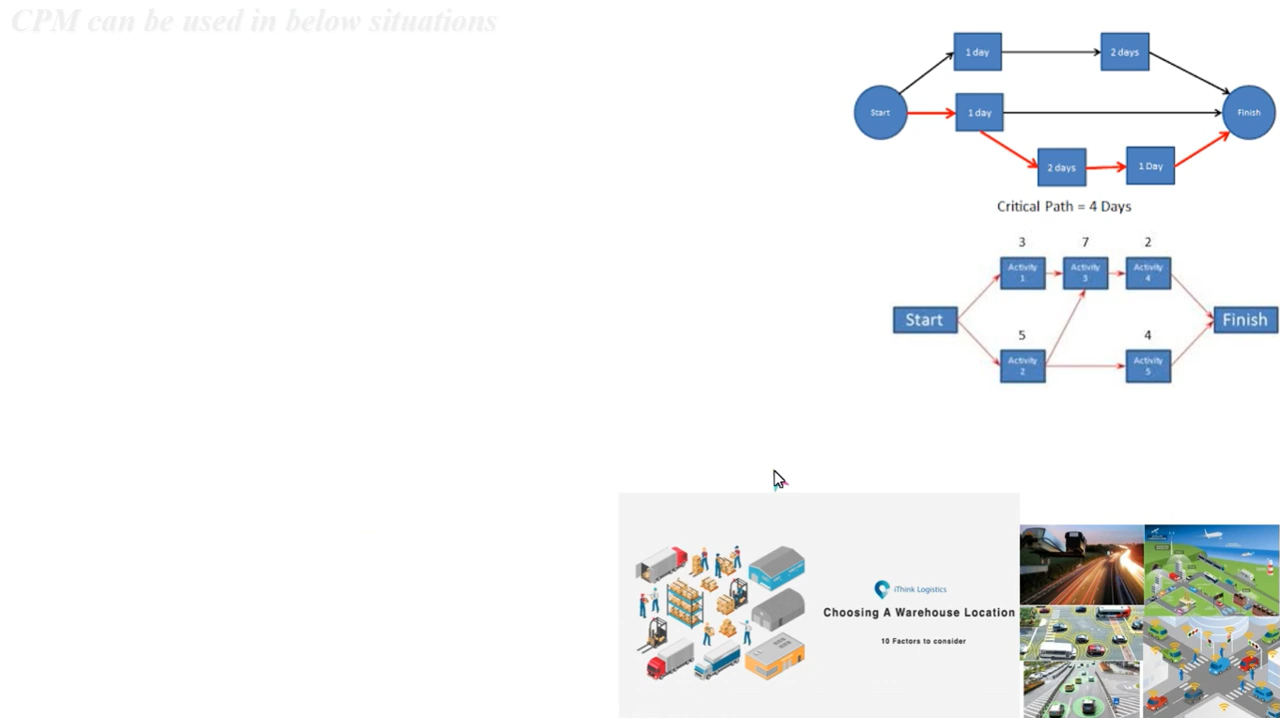 CPM can be used in below situations
1 day
2 days
Start
1 day
Finish
2 days
1 Day
Critical Path = 4 Days
3
7
2
Activity
1
Activity
3
Activity
4
Start
Finish
5
4
Activity
2
Activity
5
iThink Logistics
Choosing A Warehouse Location
10 Factors to consider